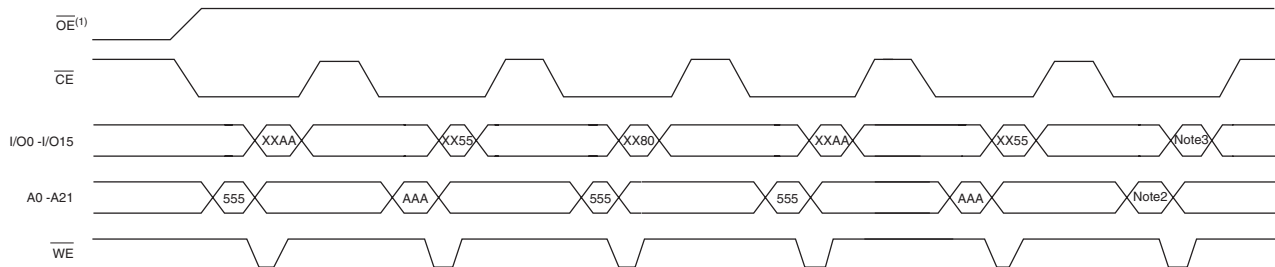 OE(1)
CE
I/O0 -I/O15 XXAA XX55 XX80 XXAA XX55 Note3
A0 -A21 555 AAA 555 555 AAA Note2
WE